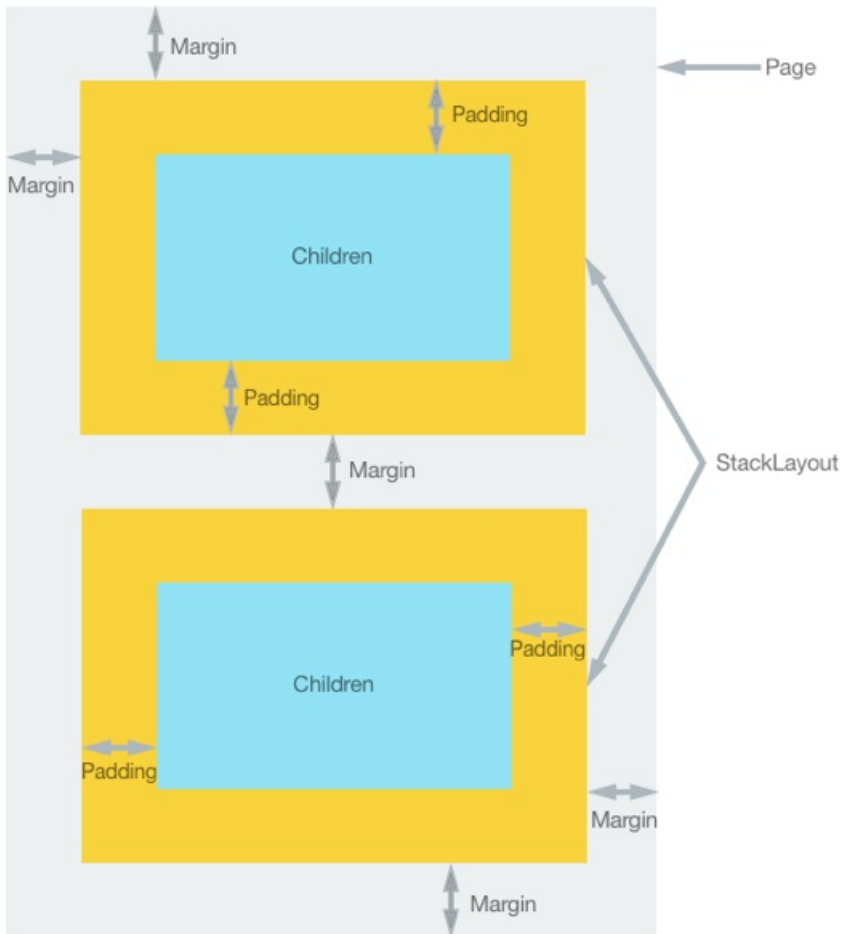 Margin
Page
Padding
Margin
Children
Padding
StackLayout
Margin
Padding
Children
Padding
Margin
Margin